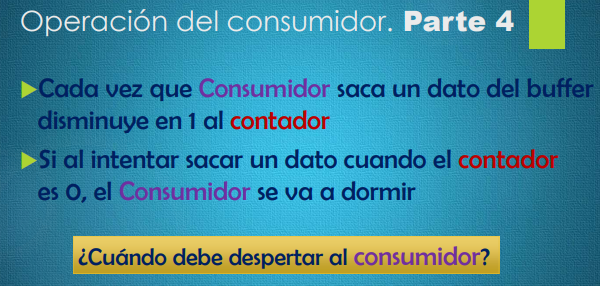 Operación del consumidor. Parte 4
Cada vez que Consumidor saca un dato del buffer
disminuye en 1 al contador
Si al intentar sacar un dato cuando el contador
es 0, el Consumidor se va a dormir
¿Cuándo debe despertar al consumidor?